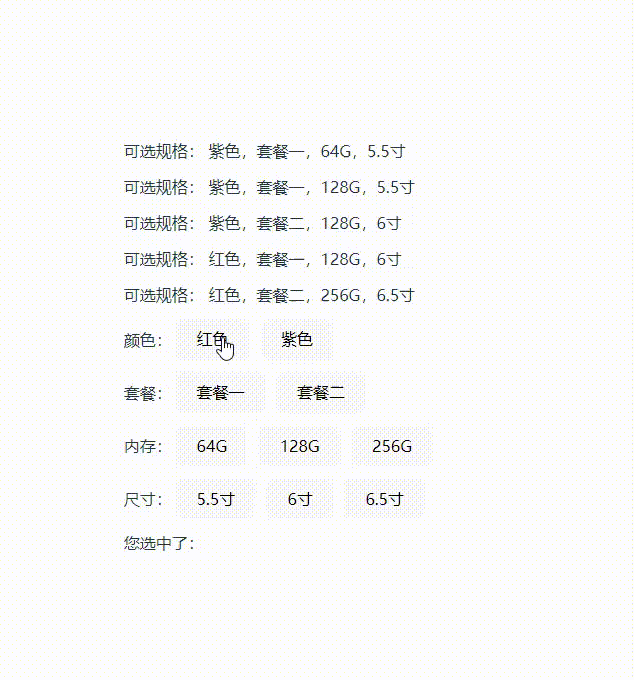 可选规格： 紫色，套餐一，64G，5.5寸
可选规格： 紫色，套餐一，128G，5.5寸
可选规格： 紫色，套餐二，128G，6寸
可选规格： 红色，套餐一，128G，6寸
可选规格： 红色，套餐二，256G，6.5寸
颜色： 红色 紫色
套餐： 套餐一 套餐二
内存： 64G 128G 256G
尺寸： 5.5寸 6寸 6.5寸
您选中了：